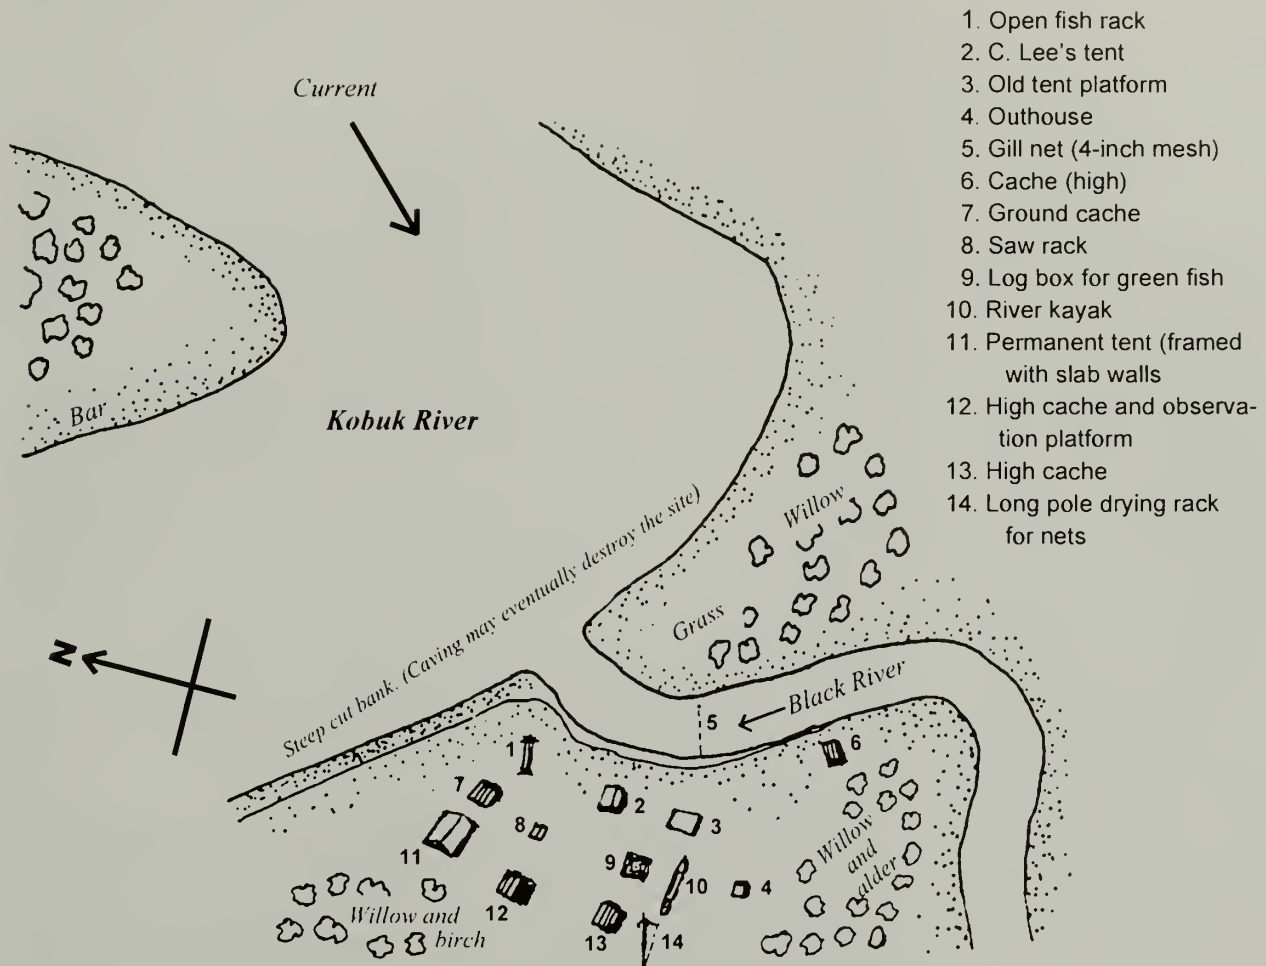 1. Open fish rack
2. C. Lee's tent
3. Old tent platform
4. Outhouse
5. Gill net (4-inch mesh)
6. Cache (high)
7. Ground cache
8. Saw rack
9. Log box for green fish
10. River kayak
11. Permanent tent (framed
with slab walls
12. High cache and observa-
tion platform
13. High cache
14. Long pole drying rack
for nets
Current
Bar
Kobuk River
Willow
Steep cut bank. (Caving may eventually destroy the site)
Grass
N
Black River
5
1
6
7
2
3
8
11
9
10
4
12
13
14
Willow
and
alder
Willow and
birch